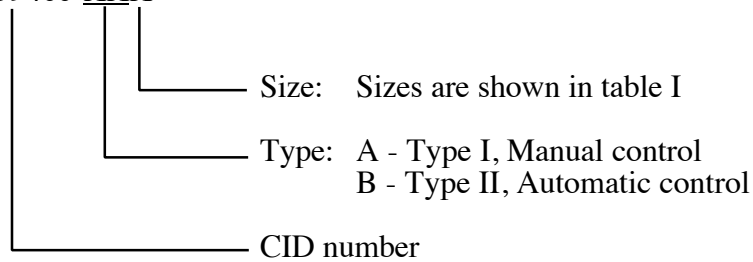 Size: Sizes are shown in table I
Type: A - Type I, Manual control
B - Type II, Automatic control
CID number